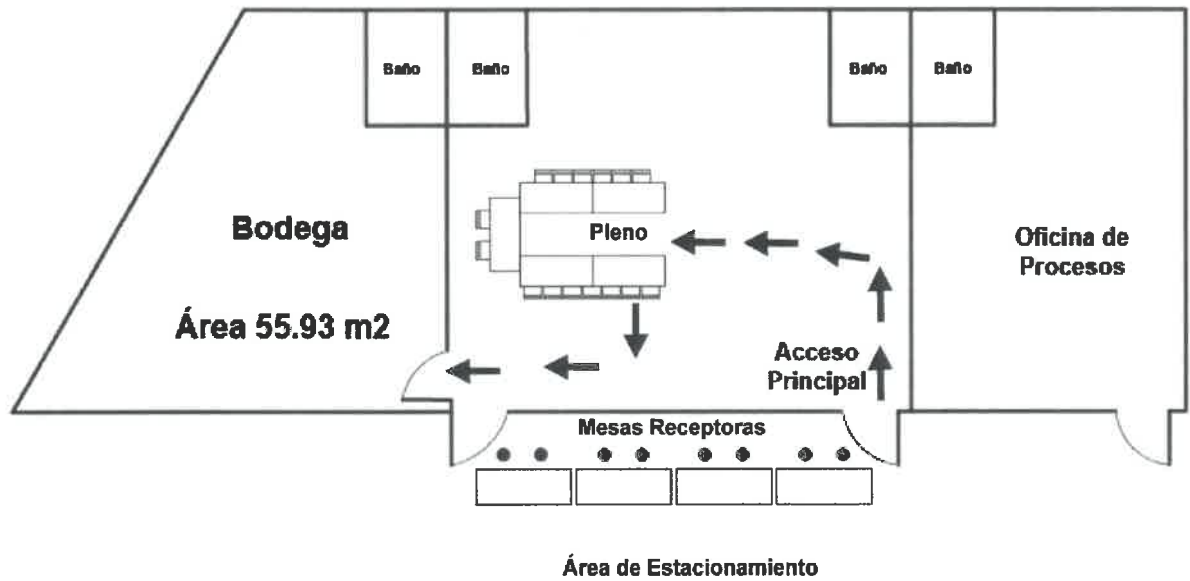 Baño
Baño
Baño
Baño
Bodega
Área 55.93 m2
Pleno
Oficina de
Procesos
Acceso
Principal
Mesas Receptoras
Área de Estacionamiento